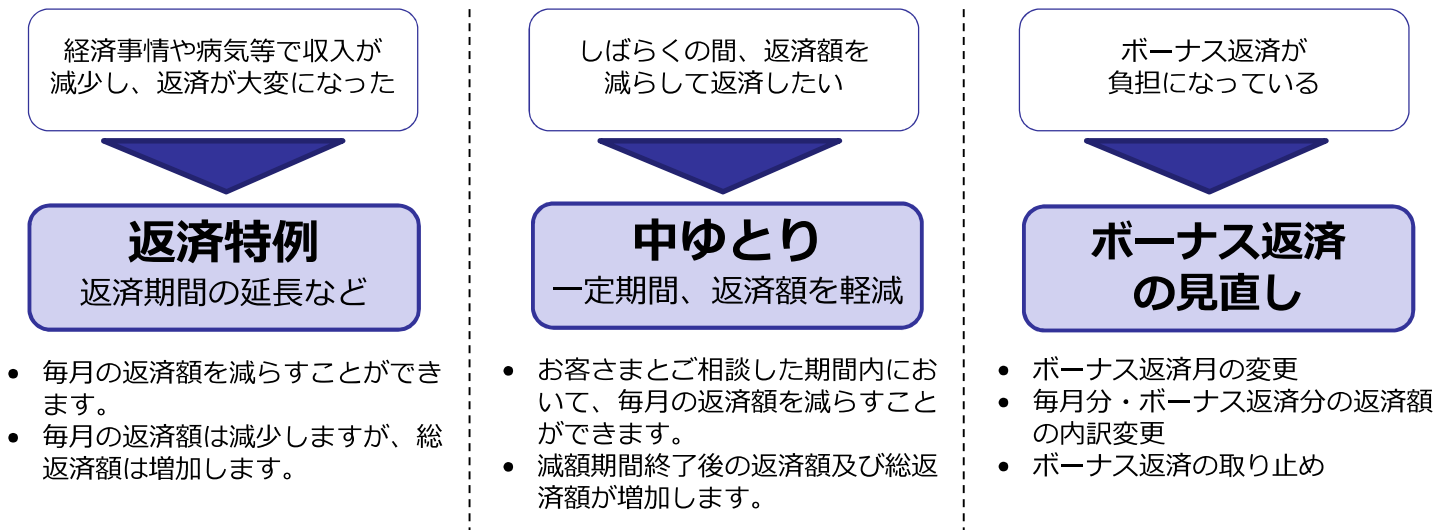 経済事情や病気等で収入が
減少し、返済が大変になった
返済特例
返済期間の延長など
• 毎月の返済額を減らすことができ
ます。
• 毎月の返済額は減少しますが、総
返済額は増加します。
しばらくの間、返済額を
減らして返済したい
中ゆとり
一定期間、返済額を軽減
• お客さまとご相談した期間内にお
いて、毎月の返済額を減らすこと
ができます。
• 減額期間終了後の返済額及び総返
済額が増加します。
ボーナス返済が
負担になっている
ボーナス返済
の見直し
• ボーナス返済月の変更
• 毎月分・ボーナス返済分の返済額
の内訳変更
• ボーナス返済の取り止め